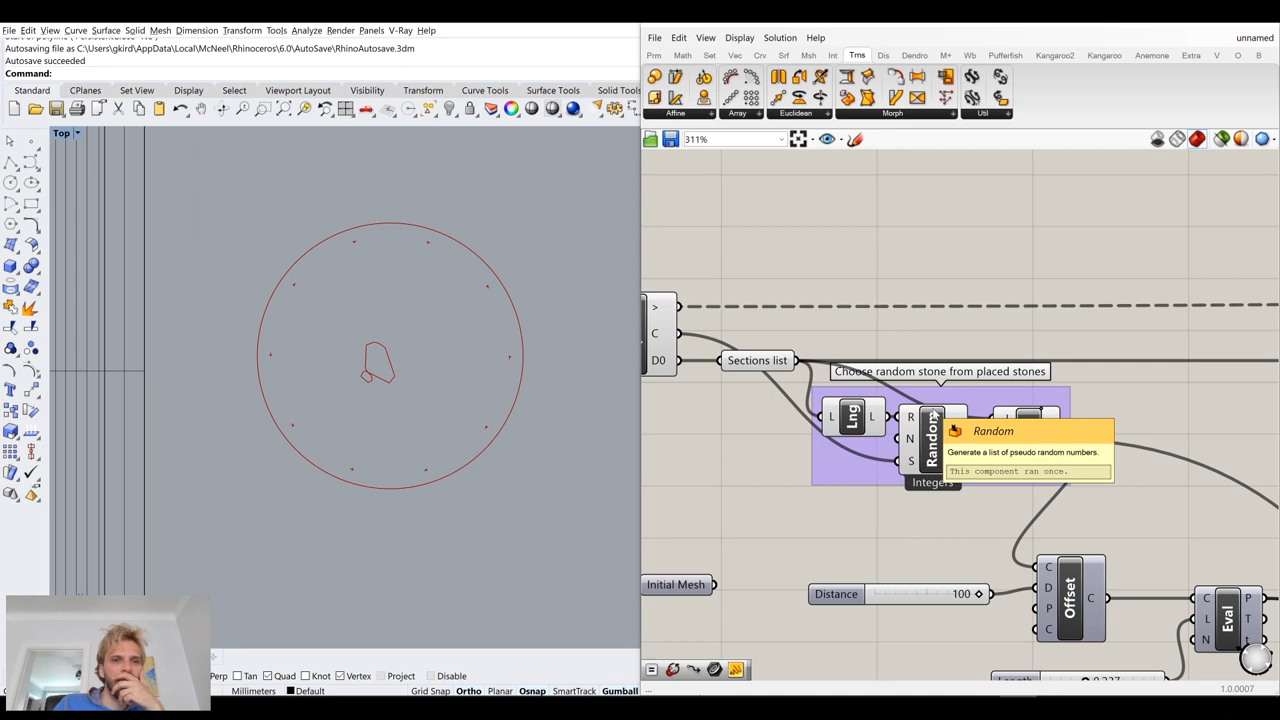 File Edit View Curve Surface Solid Mesh Dimension Transform Tools Analyze Render Panels V-Ray Help
Autosaving file as C:\Users\gkird\AppData\Local\McNeel\Rhinoceros\6.0\AutoSave\RhinoAutosave.3dm
Autosave succeeded
Command:
Standard CPlanes Set View Display Select Viewport Layout Visibility Transform Curve Tools Surface Tools Solid Tools
Top
Perp Tan Quad Knot Vertex Project Disable
Millimeters Default Grid Snap Ortho Planar Osnap SmartTrack Gumball
File Edit View Display Solution Help unnamed
Prm Math Set Vec Crv Srf Msh Int Trns Dis Dendro M+ Wb Pufferfish Kangaroo2 Kangaroo Anemone Extra V O B
Affine Array Euclidean Morph Util
311%
>
C
D0
Sections list
Choose random stone from placed stones
L Lng L
R
N
S
Random
Integers
Random
Generate a list of pseudo random numbers.
This component ran once.
Initial Mesh
Distance 100
C
D
P
C
Offset
C
C
L
N
Eval
P
T
t
1.0.0007